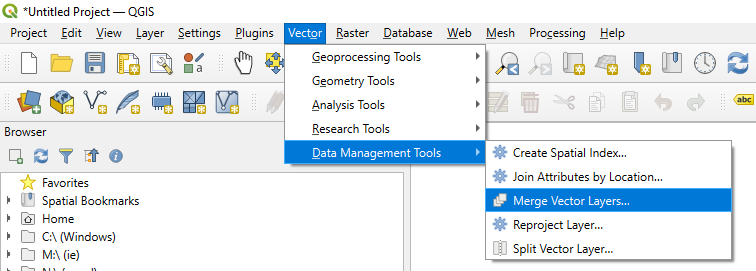 *Untitled Project — QGIS
Project Edit View Layer Settings Plugins Vector Raster Database Web Mesh Processing Help
Geoprocessing Tools
Geometry Tools
Analysis Tools
abc
Research Tools
Browser
Data Management Tools
Create Spatial Index...
Join Attributes by Location...
Favorites
Merge Vector Layers...
Spatial Bookmarks
Home
Reproject Layer...
C:\ (Windows)
Split Vector Layer...
M:\ (ie)